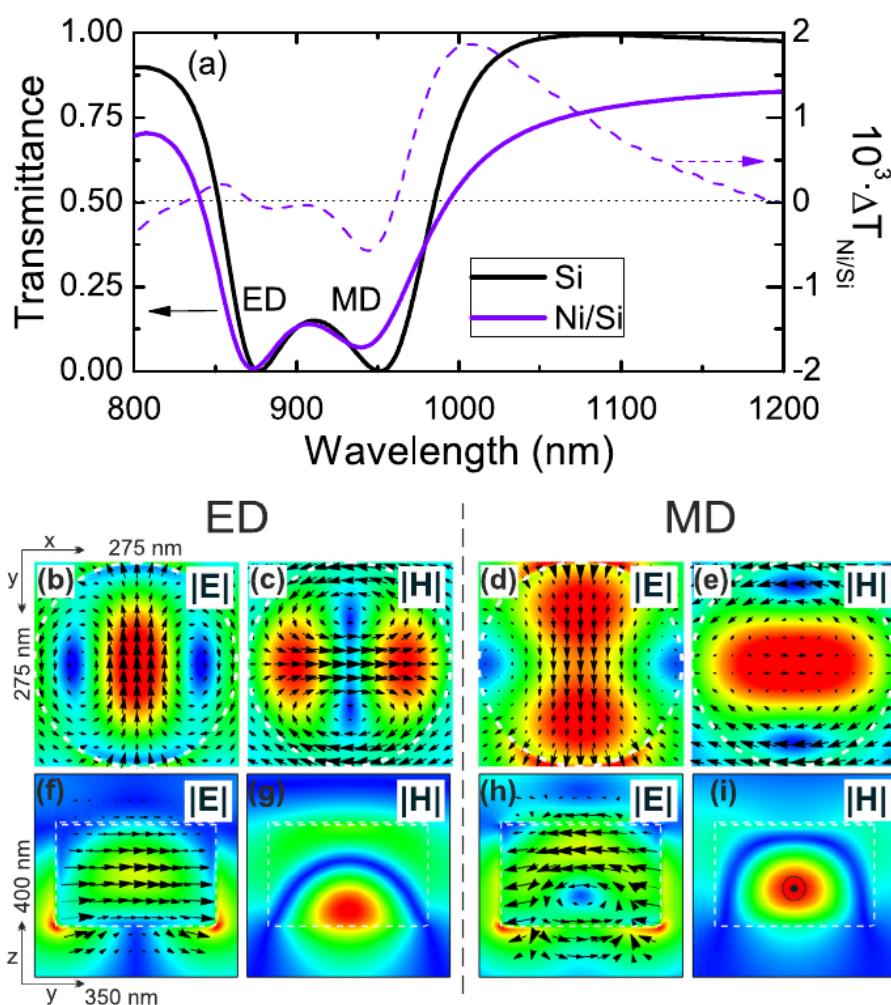 (a)
1.00
0.75
0.50
0.25
0.00
Transmittance
2
1
0
-1
-2
10³·ΔT Ni/Si
ED
MD
Si
Ni/Si
800
900
1000
1100
1200
Wavelength (nm)
ED
MD
x
y
275 nm
275 nm
(b)
|E|
(c)
|H|
(d)
|E|
(e)
|H|
(f)
|E|
(g)
|H|
(h)
|E|
(i)
|H|
400 nm
z
y
350 nm